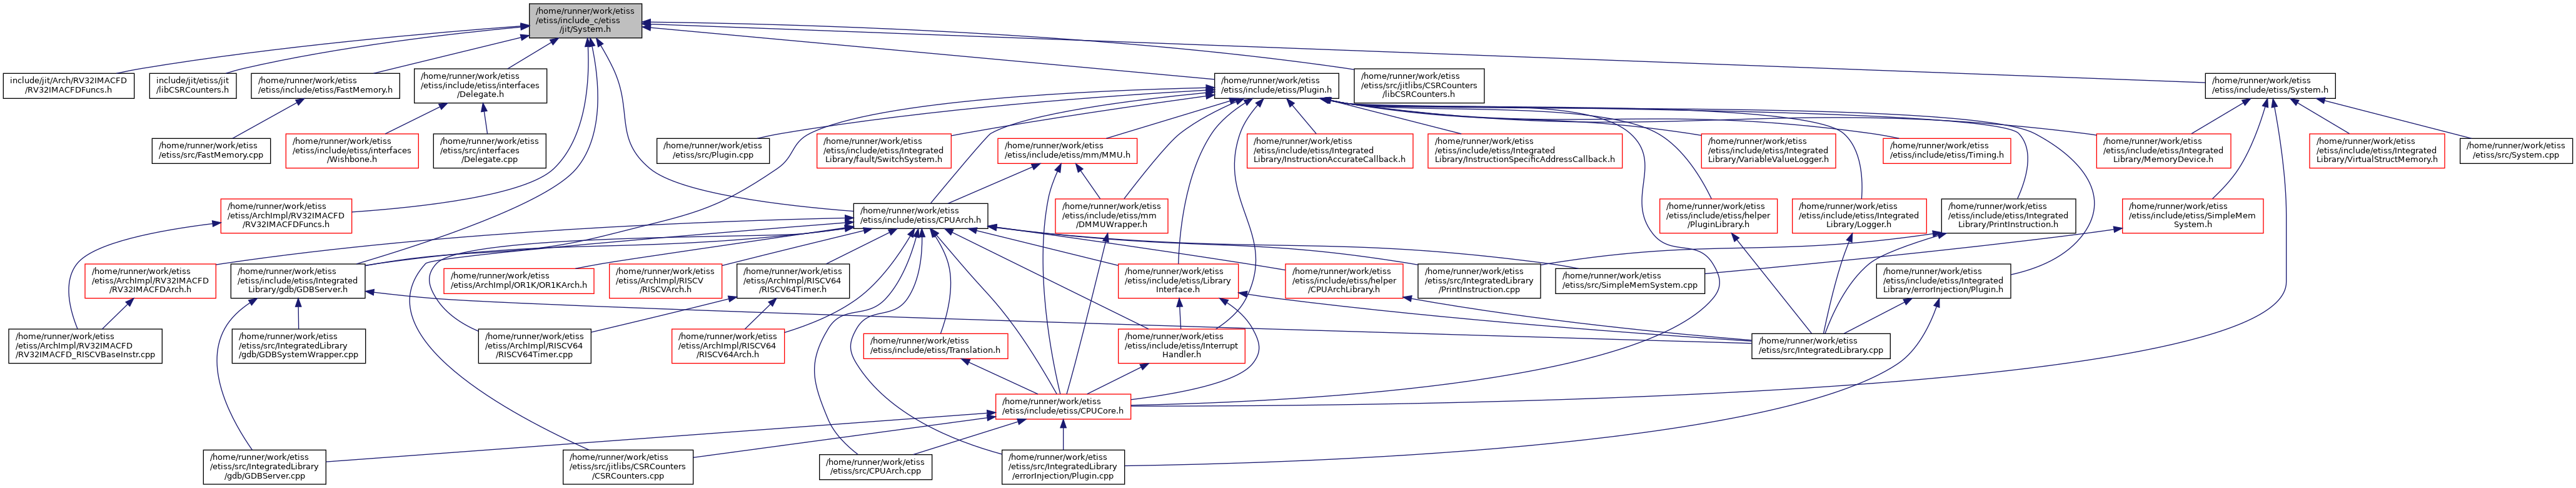 /home/runner/work/etiss
/etiss/include_c/etiss
/jit/System.h
include/jit/Arch/RV32IMACFD
/RV32IMACFDFuncs.h
include/jit/etiss/jit
/libCSRCounters.h
/home/runner/work/etiss
/etiss/include/etiss/FastMemory.h
/home/runner/work/etiss
/etiss/include/etiss/interfaces
/Delegate.h
/home/runner/work/etiss
/etiss/include/etiss/Plugin.h
/home/runner/work/etiss
/etiss/src/jitlibs/CSRCounters
/libCSRCounters.h
/home/runner/work/etiss
/etiss/include/etiss/System.h
/home/runner/work/etiss
/etiss/src/FastMemory.cpp
/home/runner/work/etiss
/etiss/include/etiss/interfaces
/Wishbone.h
/home/runner/work/etiss
/etiss/src/interfaces
/Delegate.cpp
/home/runner/work/etiss
/etiss/src/Plugin.cpp
/home/runner/work/etiss
/etiss/include/etiss/Integrated
Library/fault/SwitchSystem.h
/home/runner/work/etiss
/etiss/include/etiss/mm/MMU.h
/home/runner/work/etiss
/etiss/include/etiss/Integrated
Library/InstructionAccurateCallback.h
/home/runner/work/etiss
/etiss/include/etiss/Integrated
Library/InstructionSpecificAddressCallback.h
/home/runner/work/etiss
/etiss/include/etiss/Integrated
Library/VariableValueLogger.h
/home/runner/work/etiss
/etiss/include/etiss/Timing.h
/home/runner/work/etiss
/etiss/include/etiss/Integrated
Library/MemoryDevice.h
/home/runner/work/etiss
/etiss/include/etiss/Integrated
Library/VirtualStructMemory.h
/home/runner/work/etiss
/etiss/src/System.cpp
/home/runner/work/etiss
/etiss/ArchImpl/RV32IMACFD
/RV32IMACFDFuncs.h
/home/runner/work/etiss
/etiss/include/etiss/CPUArch.h
/home/runner/work/etiss
/etiss/include/etiss/mm
/DMMUWrapper.h
/home/runner/work/etiss
/etiss/include/etiss/helper
/PluginLibrary.h
/home/runner/work/etiss
/etiss/include/etiss/Integrated
Library/Logger.h
/home/runner/work/etiss
/etiss/include/etiss/Integrated
Library/PrintInstruction.h
/home/runner/work/etiss
/etiss/include/etiss/SimpleMem
System.h
/home/runner/work/etiss
/etiss/ArchImpl/RV32IMACFD
/RV32IMACFDArch.h
/home/runner/work/etiss
/etiss/include/etiss/Integrated
Library/gdb/GDBServer.h
/home/runner/work/etiss
/etiss/ArchImpl/OR1K/OR1KArch.h
/home/runner/work/etiss
/etiss/ArchImpl/RISCV
/RISCVArch.h
/home/runner/work/etiss
/etiss/ArchImpl/RISCV64
/RISCV64Timer.h
/home/runner/work/etiss
/etiss/include/etiss/Library
Interface.h
/home/runner/work/etiss
/etiss/include/etiss/helper
/CPUArchLibrary.h
/home/runner/work/etiss
/etiss/src/IntegratedLibrary
/PrintInstruction.cpp
/home/runner/work/etiss
/etiss/src/SimpleMemSystem.cpp
/home/runner/work/etiss
/etiss/include/etiss/Integrated
Library/errorInjection/Plugin.h
/home/runner/work/etiss
/etiss/ArchImpl/RV32IMACFD
/RV32IMACFD_RISCVBaseInstr.cpp
/home/runner/work/etiss
/etiss/src/IntegratedLibrary
/gdb/GDBSystemWrapper.cpp
/home/runner/work/etiss
/etiss/ArchImpl/RISCV64
/RISCV64Timer.cpp
/home/runner/work/etiss
/etiss/ArchImpl/RISCV64
/RISCV64Arch.h
/home/runner/work/etiss
/etiss/include/etiss/Translation.h
/home/runner/work/etiss
/etiss/include/etiss/Interrupt
Handler.h
/home/runner/work/etiss
/etiss/src/IntegratedLibrary.cpp
/home/runner/work/etiss
/etiss/include/etiss/CPUCore.h
/home/runner/work/etiss
/etiss/src/IntegratedLibrary
/gdb/GDBServer.cpp
/home/runner/work/etiss
/etiss/src/jitlibs/CSRCounters
/CSRCounters.cpp
/home/runner/work/etiss
/etiss/src/CPUArch.cpp
/home/runner/work/etiss
/etiss/src/IntegratedLibrary
/errorInjection/Plugin.cpp